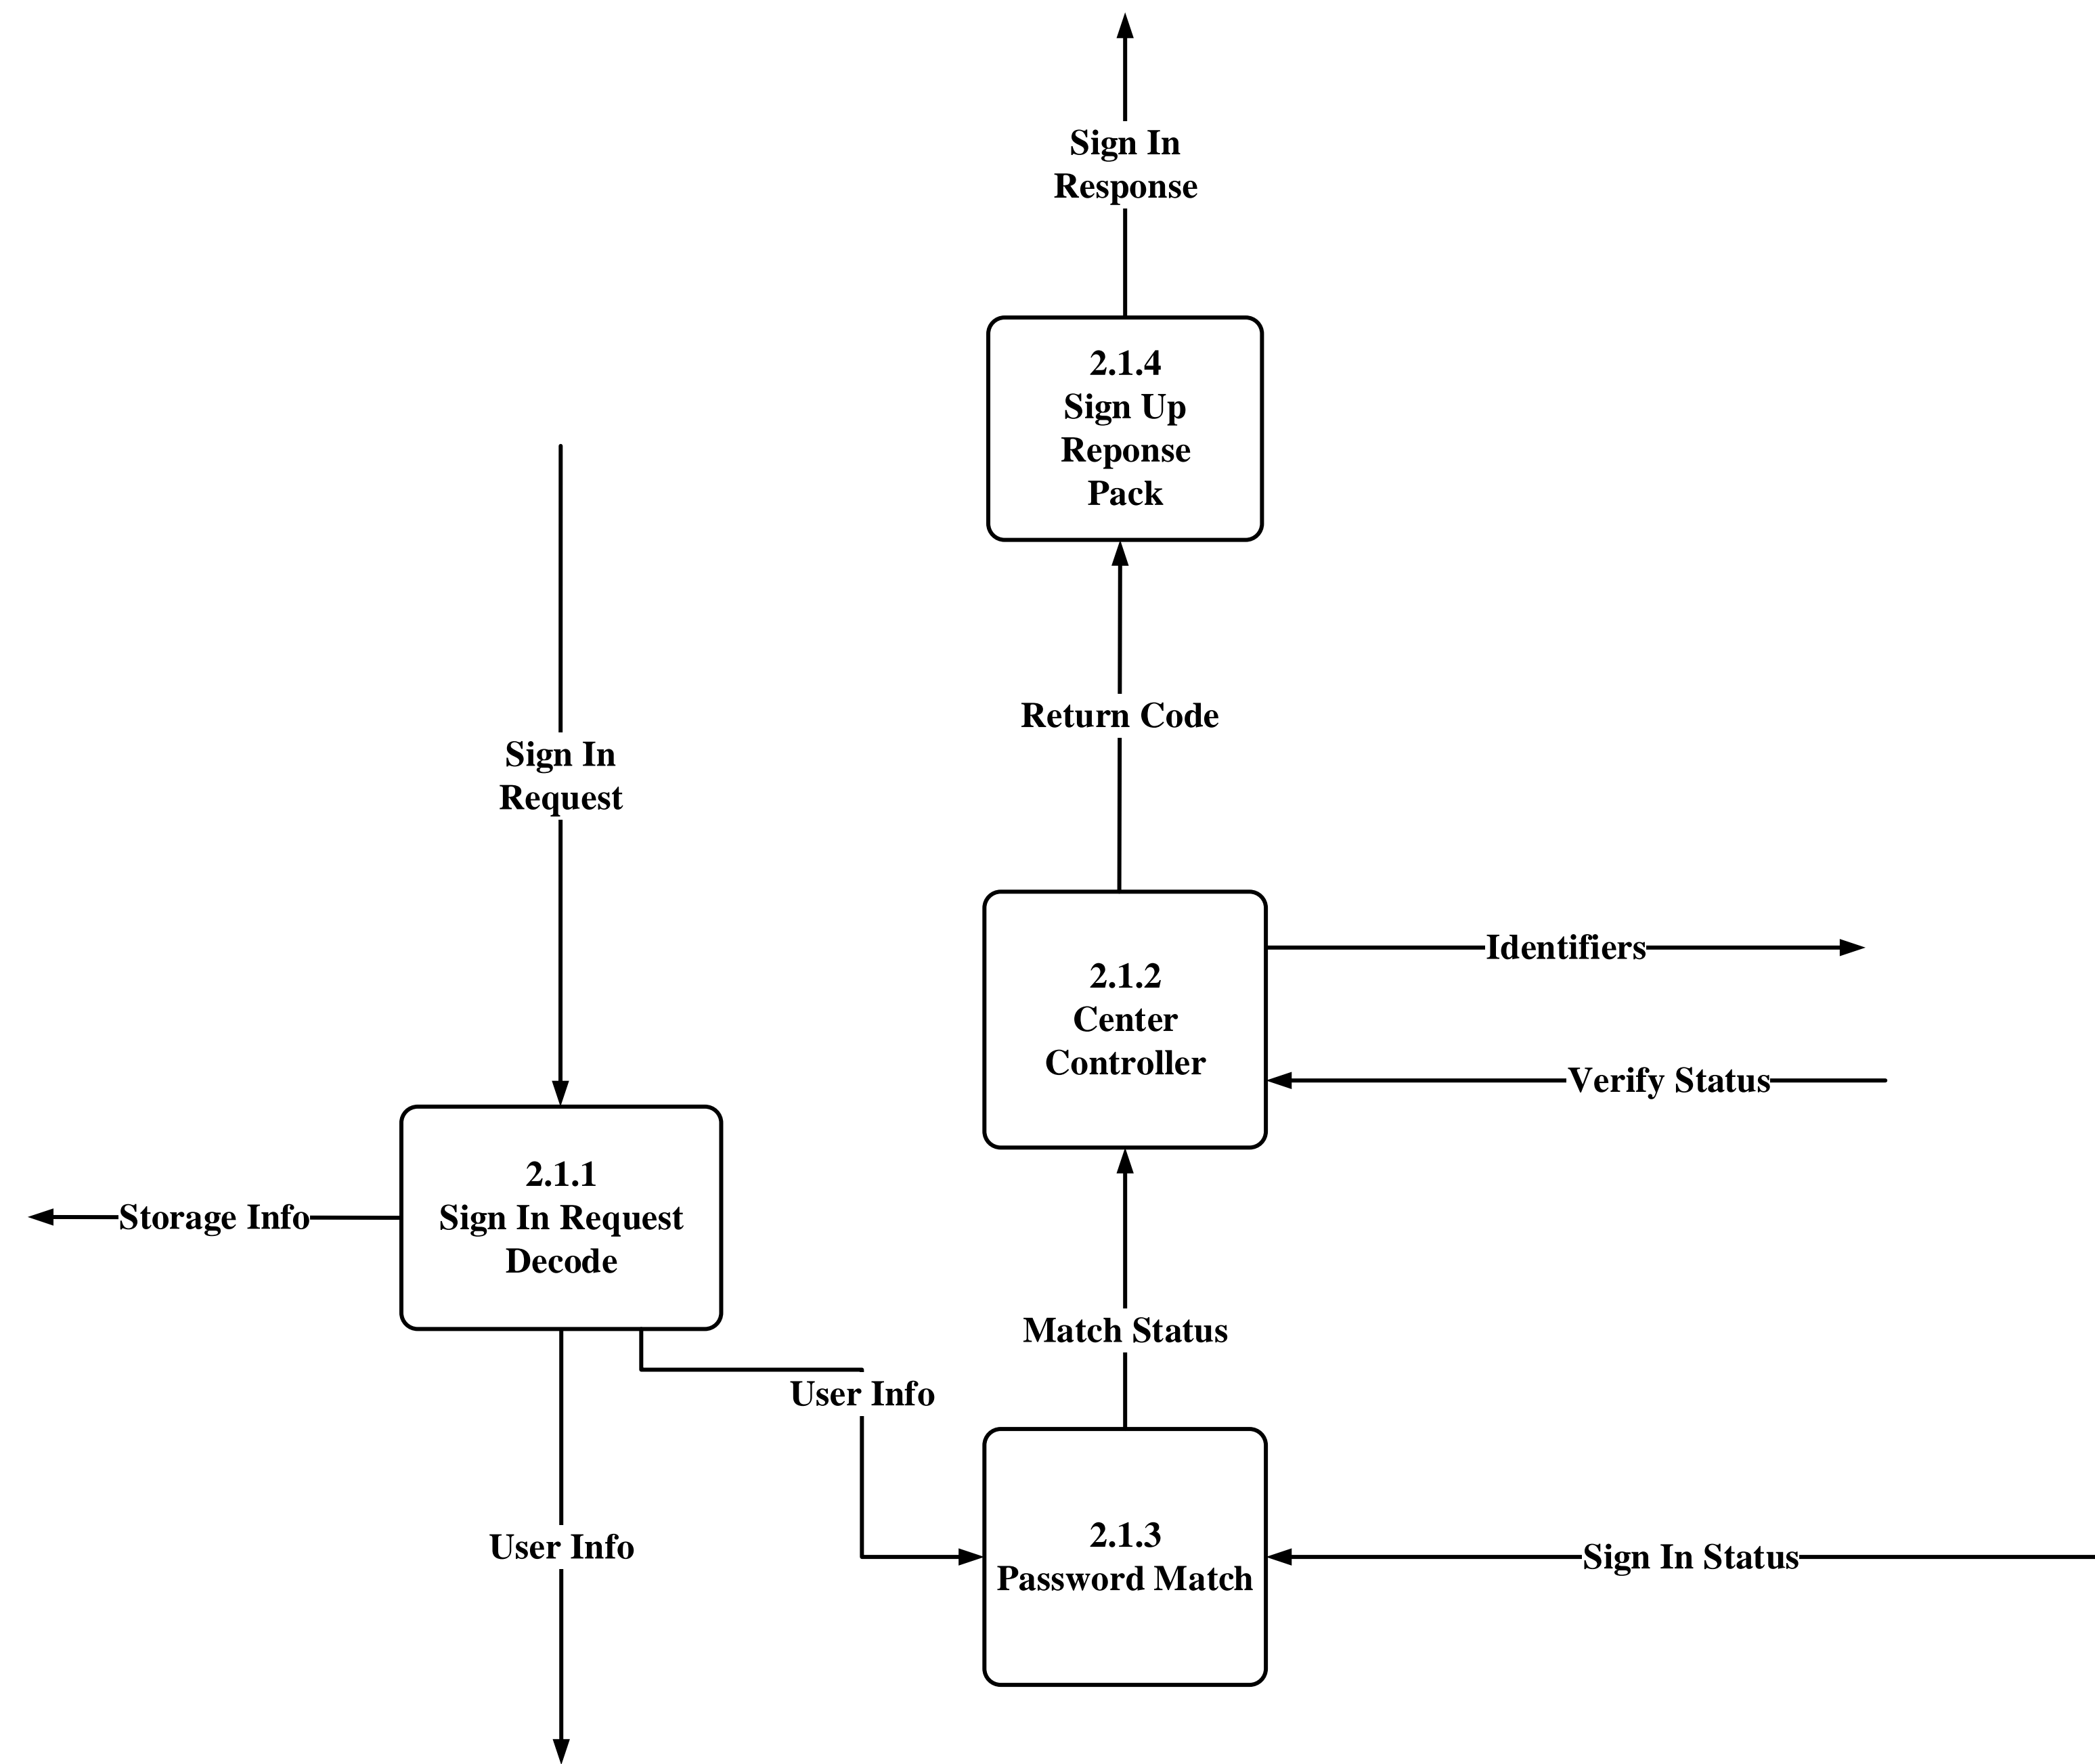 Sign In
Response
2.1.4
Sign Up
Reponse
Pack
Return Code
Sign In
Request
Identifiers
2.1.2
Center
Controller
Verify Status
2.1.1
Sign In Request
Decode
Storage Info
Match Status
User Info
User Info
2.1.3
Password Match
Sign In Status